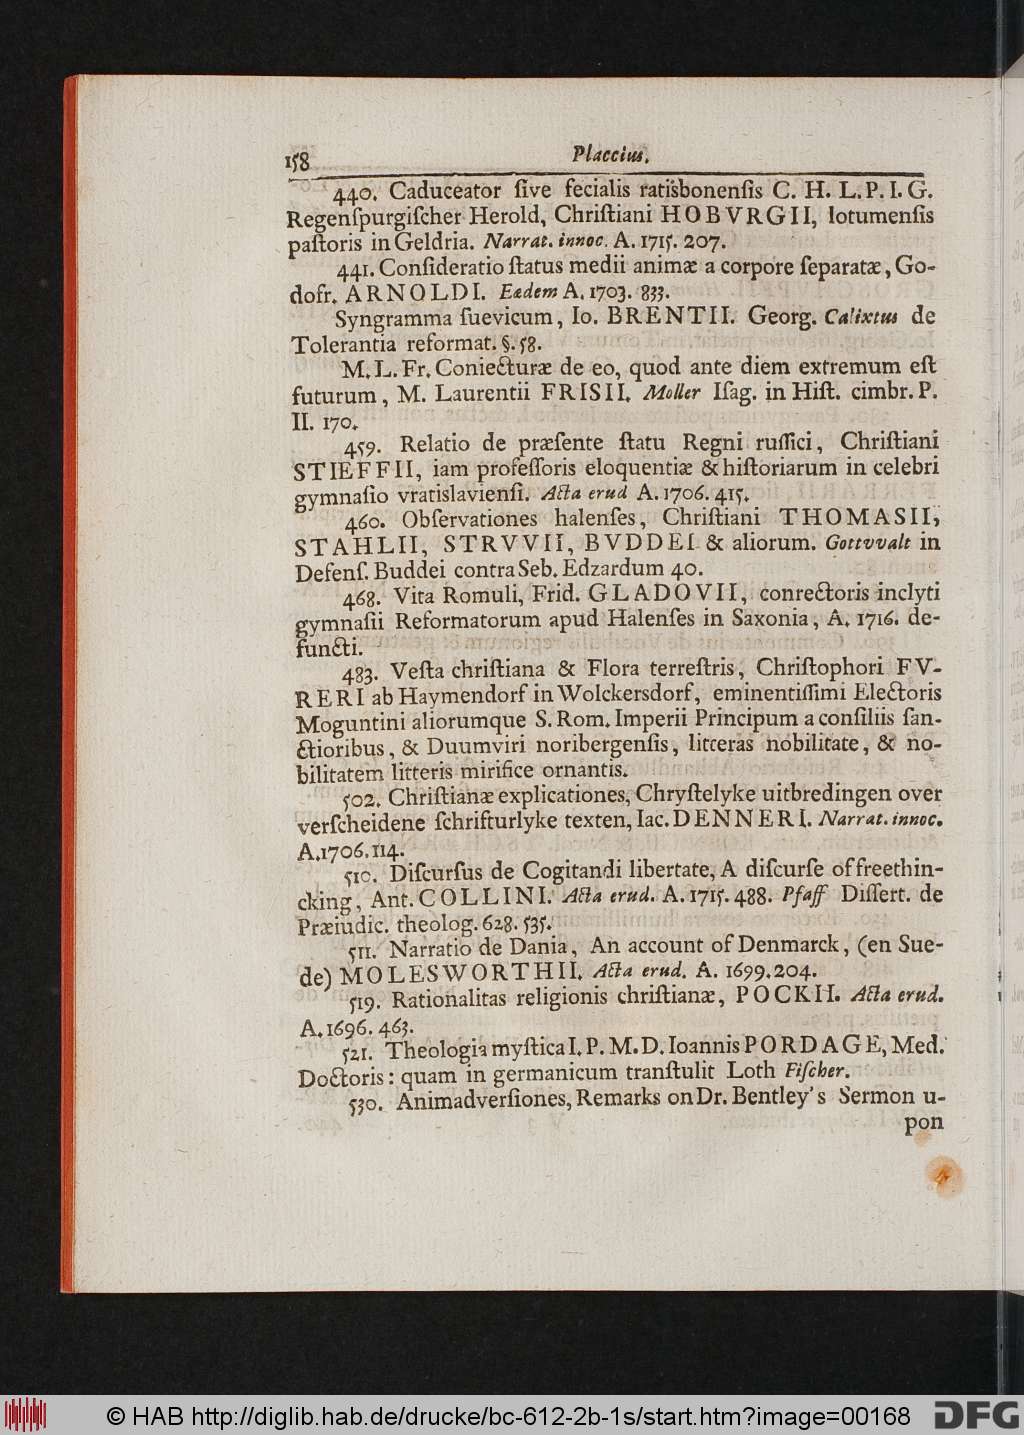 158 Placcius.
440. Caduceator ſive fecialis ratisbonenſis C. H. L. P. I. G.
Regenſpurgiſcher Herold, Chriſtiani HOBVRGII, lotumenſis
paſtoris in Geldria. Narrat. innoc. A. 1715. 207.
441. Conſideratio ſtatus medii animæ a corpore ſeparatæ, Go-
dofr. ARNOLDI. Eædem A. 1703. 833.
Syngramma ſuevicum, Io. BRENTII. Georg. Calixtus de
Tolerantia reformat. §. 58.
M. L. Fr. Coniecturæ de eo, quod ante diem extremum eſt
futurum, M. Laurentii FRISII. Moller Iſag. in Hiſt. cimbr. P.
II. 170.
459. Relatio de præſente ſtatu Regni ruſſici, Chriſtiani
STIEFFII, iam profeſſoris eloquentiæ & hiſtoriarum in celebri
gymnaſio vratislavienſi. Acta erud A. 1706. 415.
460. Obſervationes halenſes, Chriſtiani THOMASII,
STAHLII, STRVVII, BVDDEI & aliorum. Gottvvalt in
Defenſ. Buddei contra Seb. Edzardum 40.
468. Vita Romuli, Frid. GLADOVII, conrectoris inclyti
gymnaſii Reformatorum apud Halenſes in Saxonia, A. 1716. de-
functi.
483. Veſta chriſtiana & Flora terreſtris, Chriſtophori FV-
RERI ab Haymendorf in Wolckersdorf, eminentiſſimi Electoris
Moguntini aliorumque S. Rom. Imperii Principum a conſiliis ſan-
ctioribus, & Duumviri noribergenſis, litteras nobilitate, & no-
bilitatem litteris mirifice ornantis.
502. Chriſtianæ explicationes, Chryſtelyke uitbredingen over
verſcheidene ſchrifturlyke texten, Iac. DENNERI. Narrat. innoc.
A. 1706. 114.
510. Diſcurſus de Cogitandi libertate, A diſcurſe of freethin-
cking, Ant. COLLINI. Acta erud. A. 1715. 488. Pfaff Diſſert. de
Præiudic. theolog. 628. 535.
511. Narratio de Dania, An account of Denmarck, (en Sue-
de) MOLESWORTHII. Acta erud. A. 1699. 204.
519. Rationalitas religionis chriſtianæ, POCKII. Acta erud.
A. 1696. 463.
521. Theologia myſtica I. P. M. D. Ioannis PORDAGE, Med.
Doctoris: quam in germanicum tranſtulit Loth Fiſcher.
530. Animadverſiones, Remarks on Dr. Bentley's Sermon u-
pon
© HAB http://diglib.hab.de/drucke/bc-612-2b-1s/start.htm?image=00168 DFG